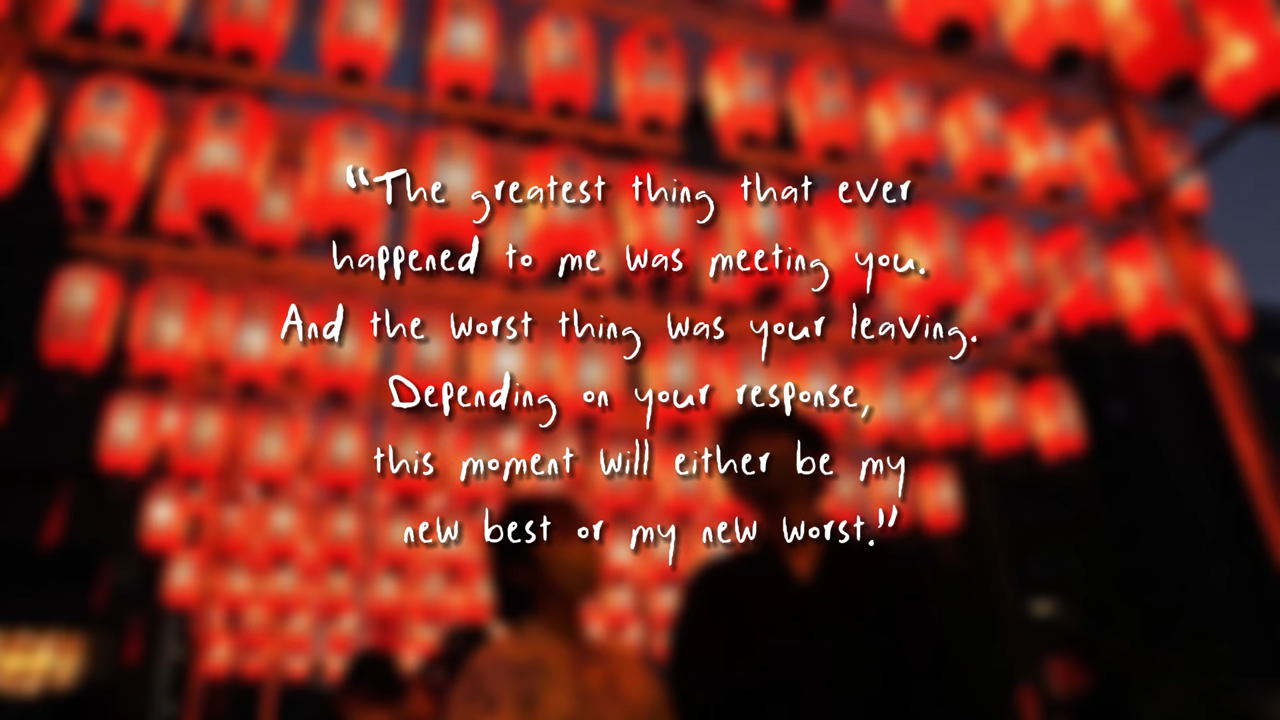 “The greatest thing that ever
happened to me was meeting you.
And the worst thing was your leaving.
Depending on your response,
this moment will either be my
new best or my new worst.”